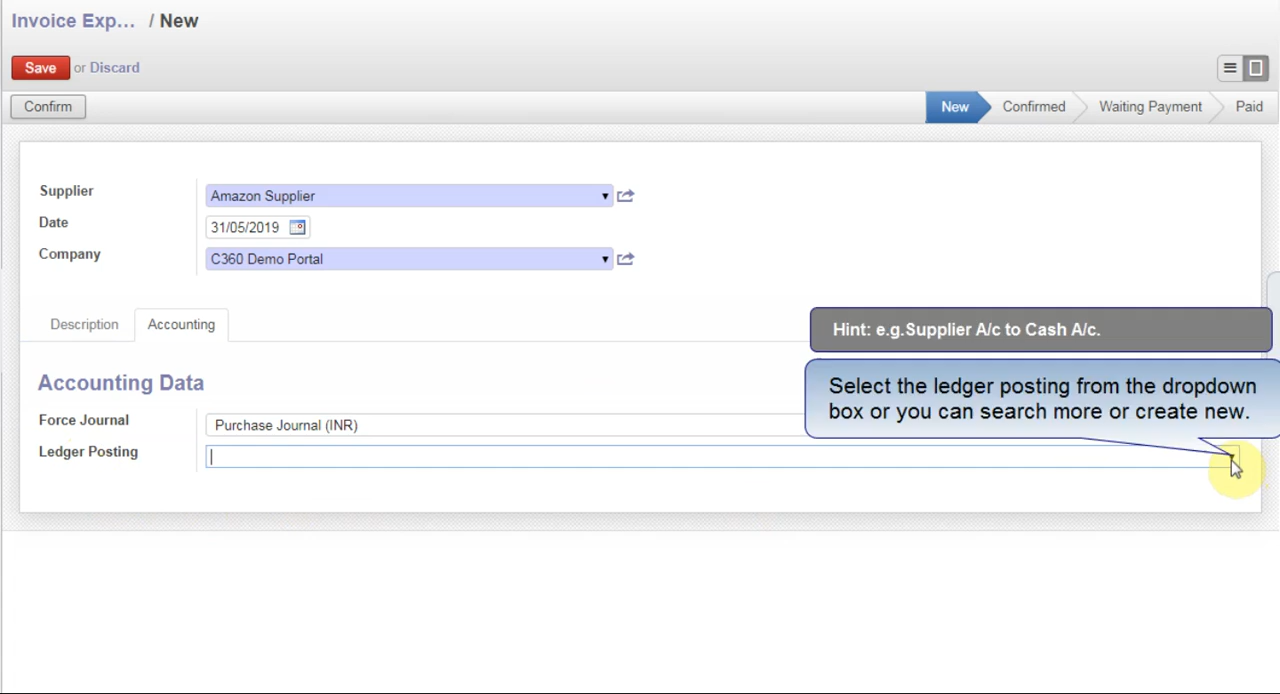 Invoice Exp... / New
Save or Discard
Confirm
New Confirmed Waiting Payment Paid
Supplier
Amazon Supplier
Date
31/05/2019
Company
C360 Demo Portal
Description Accounting
Hint: e.g.Supplier A/c to Cash A/c.
Select the ledger posting from the dropdown
box or you can search more or create new.
Accounting Data
Force Journal
Purchase Journal (INR)
Ledger Posting